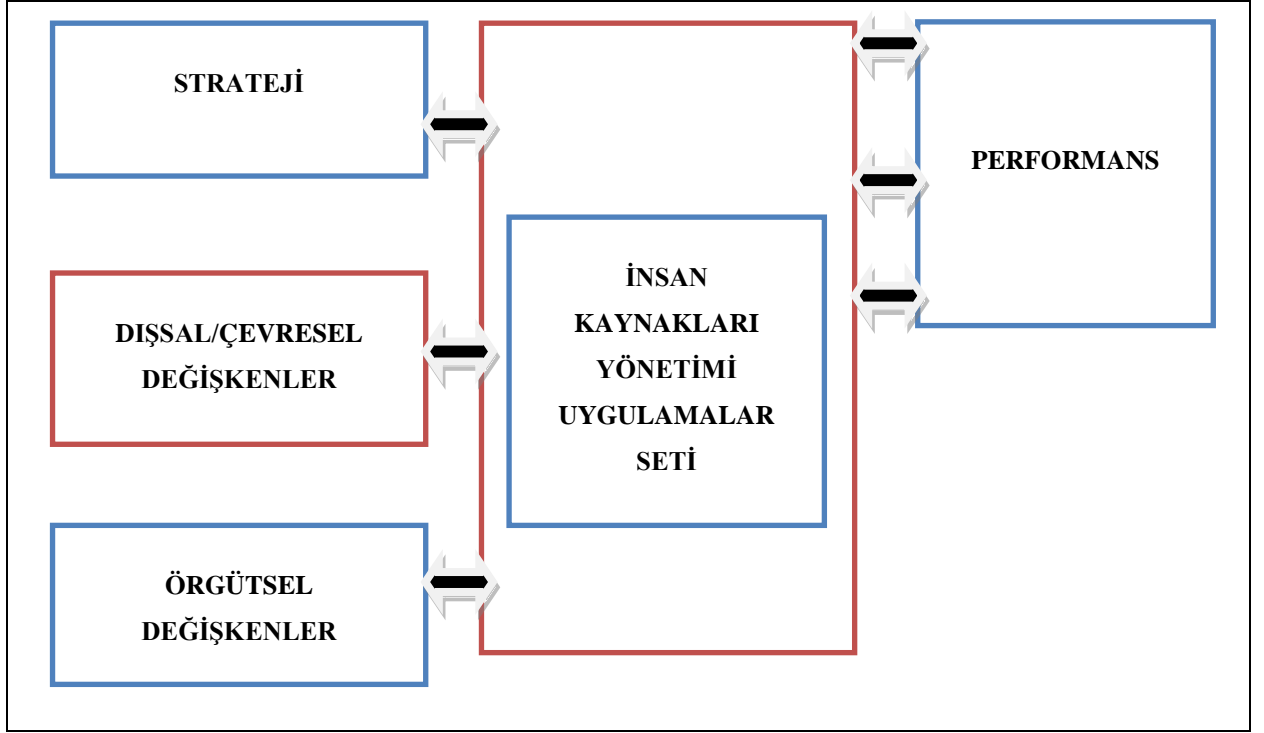 STRATEJİ
DIŞSAL/ÇEVRESEL
DEĞİŞKENLER
ÖRGÜTSEL
DEĞİŞKENLER
İNSAN
KAYNAKLARI
YÖNETİMİ
UYGULAMALAR
SETİ
PERFORMANS